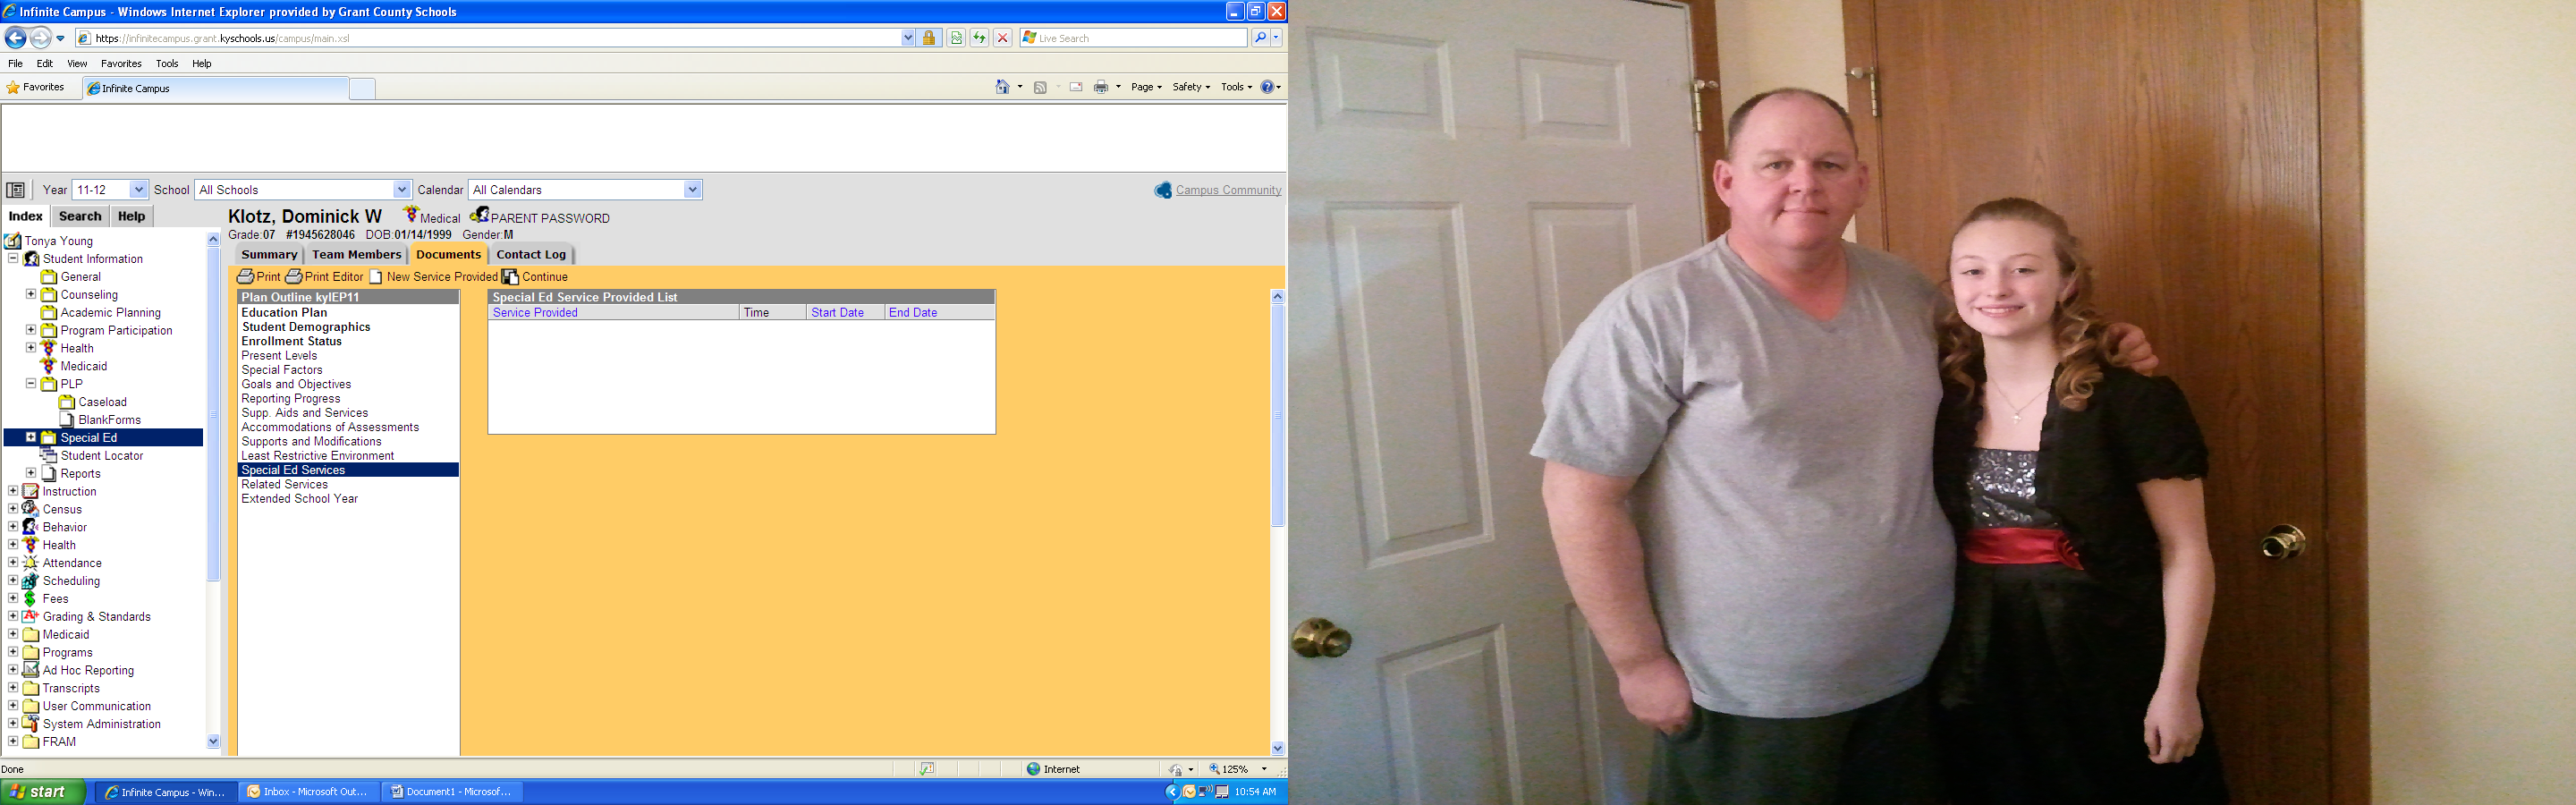 Infinite Campus - Windows Internet Explorer provided by Grant County Schools
https://infinitecampus.grant.kyschools.us/campus/main.xsl
Live Search
File Edit View Favorites Tools Help
Favorites Infinite Campus Page Safety Tools
Year 11-12 School All Schools Calendar All Calendars Campus Community
Index Search Help
Klotz, Dominick W Medical PARENT PASSWORD
Grade:07 #1945628046 DOB:01/14/1999 Gender:M
Summary Team Members Documents Contact Log
Print Print Editor New Service Provided Continue
Tonya Young
Student Information
General
Counseling
Academic Planning
Program Participation
Health
Medicaid
PLP
Caseload
BlankForms
Special Ed
Student Locator
Reports
Instruction
Census
Behavior
Health
Attendance
Scheduling
Fees
Grading & Standards
Medicaid
Programs
Ad Hoc Reporting
Transcripts
User Communication
System Administration
FRAM
Plan Outline kyIEP11
Education Plan
Student Demographics
Enrollment Status
Present Levels
Special Factors
Goals and Objectives
Reporting Progress
Supp. Aids and Services
Accommodations of Assessments
Supports and Modifications
Least Restrictive Environment
Special Ed Services
Related Services
Extended School Year
Special Ed Service Provided List
Service Provided Time Start Date End Date
Done Internet 125%
start Infinite Campus - Win... Inbox - Microsoft Out... Document1 - Microsof... 10:54 AM